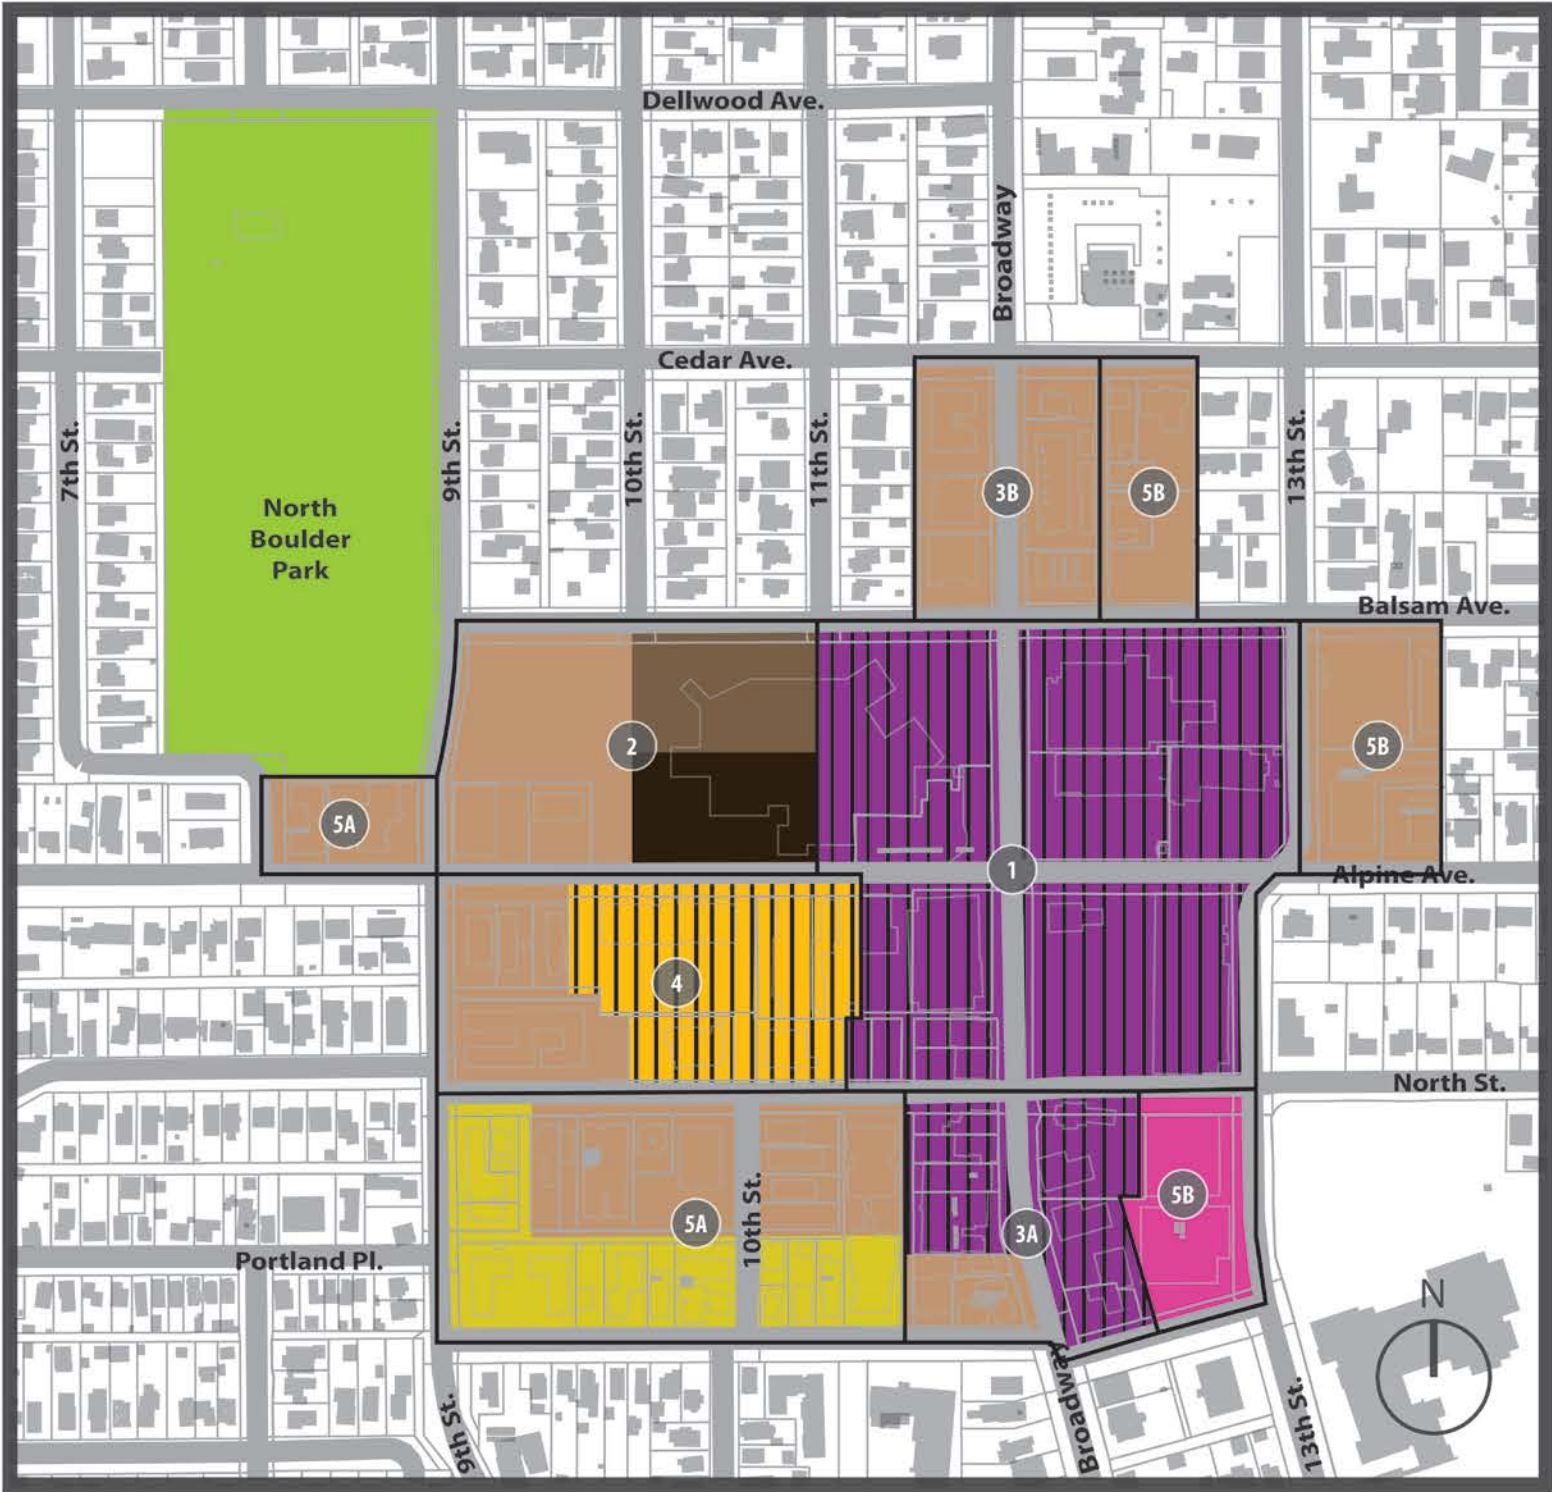 Dellwood Ave.
Broadway
Cedar Ave.
7th St.
9th St.
10th St.
11th St.
13th St.
3B
5B
North
Boulder
Park
Balsam Ave.
2
5B
5A
1
Alpine Ave.
4
North St.
5B
10th St.
5A
3A
Portland Pl.
N
9th St.
Broadway
13th St.